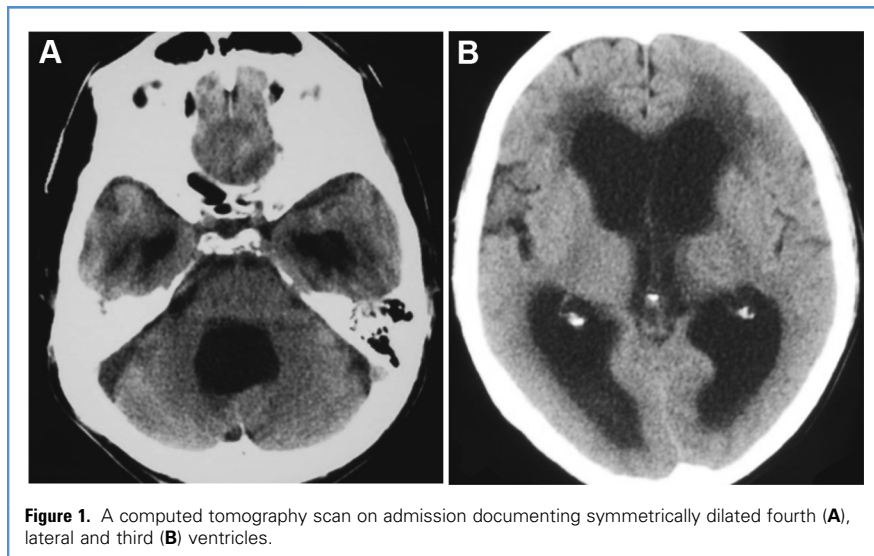 A
B
Figure 1. A computed tomography scan on admission documenting symmetrically dilated fourth (A),
lateral and third (B) ventricles.